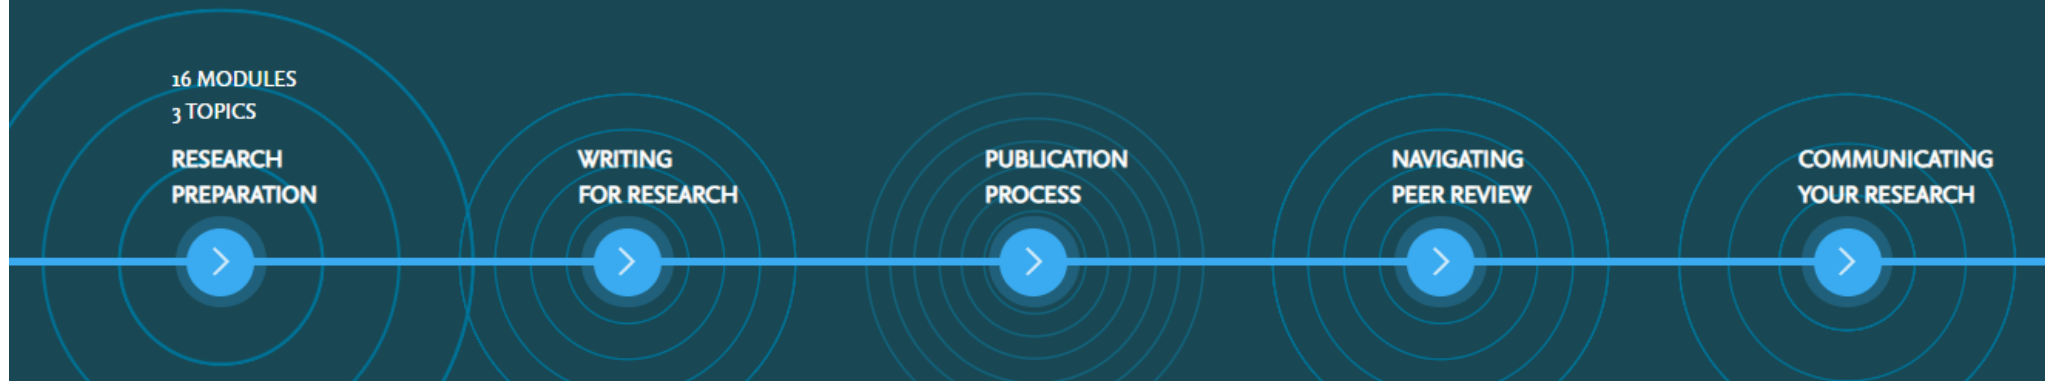 16 MODULES
3 TOPICS
RESEARCH
PREPARATION
WRITING
FOR RESEARCH
PUBLICATION
PROCESS
NAVIGATING
PEER REVIEW
COMMUNICATING
YOUR RESEARCH